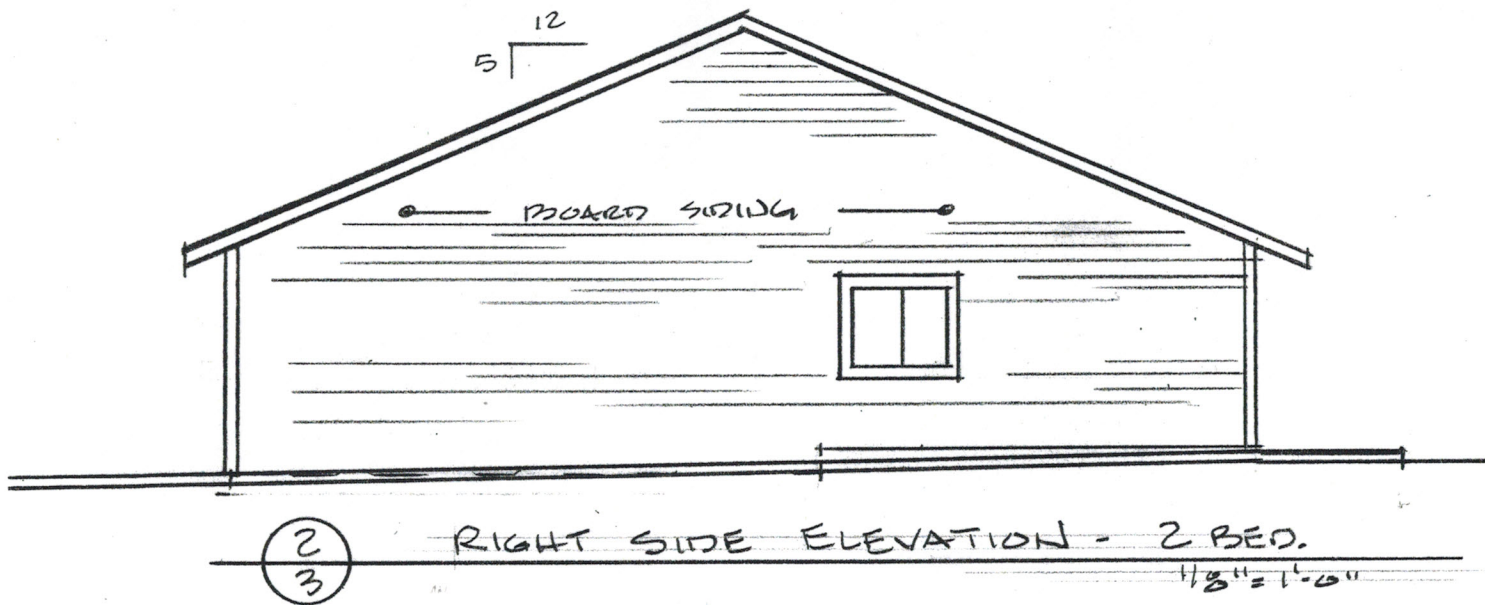 12
5
BOARD SIDING
2
3
RIGHT SIDE ELEVATION - 2 BED.
1/8" = 1'-0"